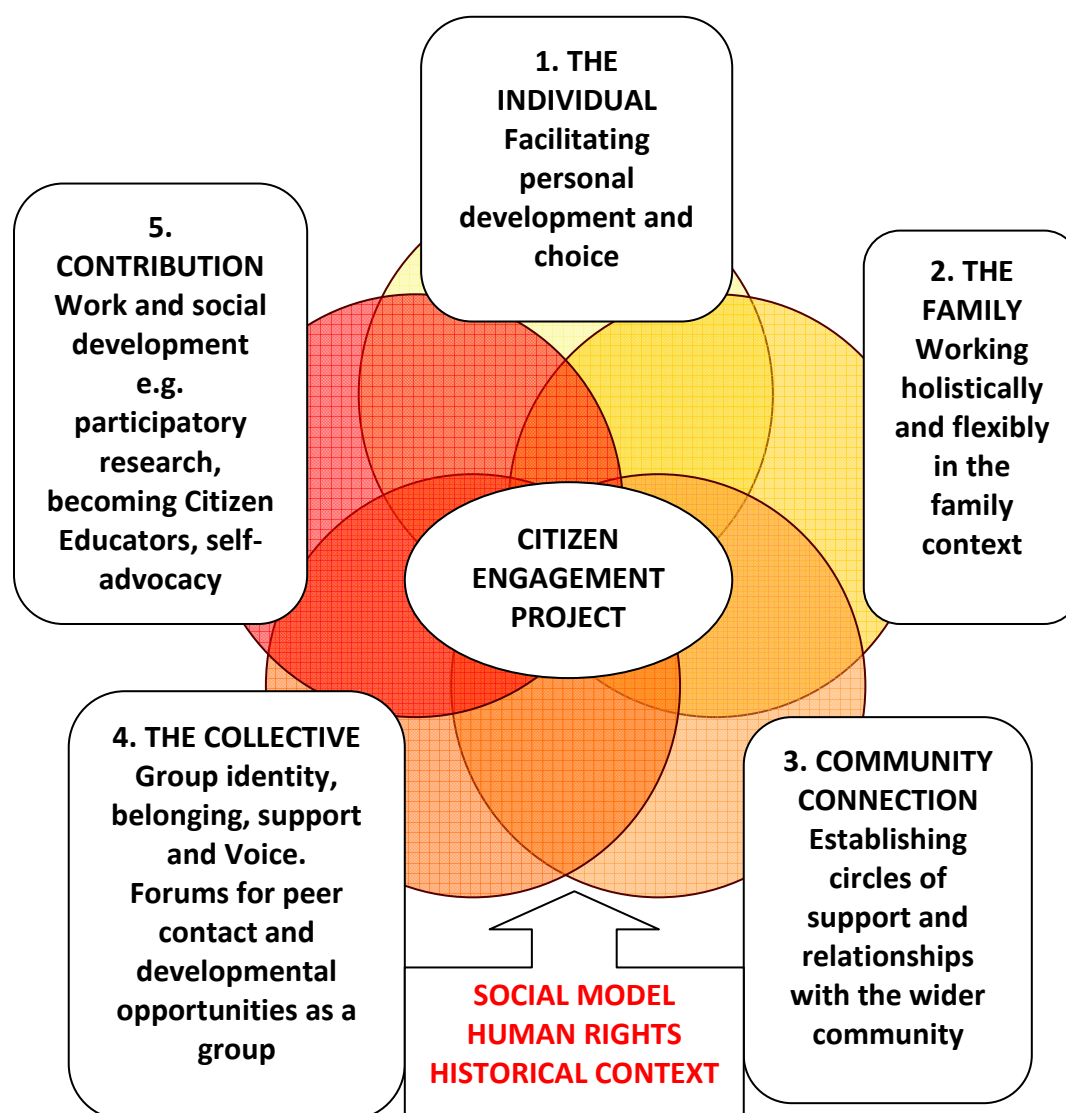 1. THE
INDIVIDUAL
Facilitating
personal
development and
choice
2. THE
FAMILY
Working
holistically
and flexibly
in the
family
context
3. COMMUNITY
CONNECTION
Establishing
circles of
support and
relationships
with the wider
community
4. THE COLLECTIVE
Group identity,
belonging, support
and Voice.
Forums for peer
contact and
developmental
opportunities as a
group
5.
CONTRIBUTION
Work and social
development
e.g.
participatory
research,
becoming Citizen
Educators, self-
advocacy
CITIZEN
ENGAGEMENT
PROJECT
SOCIAL MODEL
HUMAN RIGHTS
HISTORICAL CONTEXT